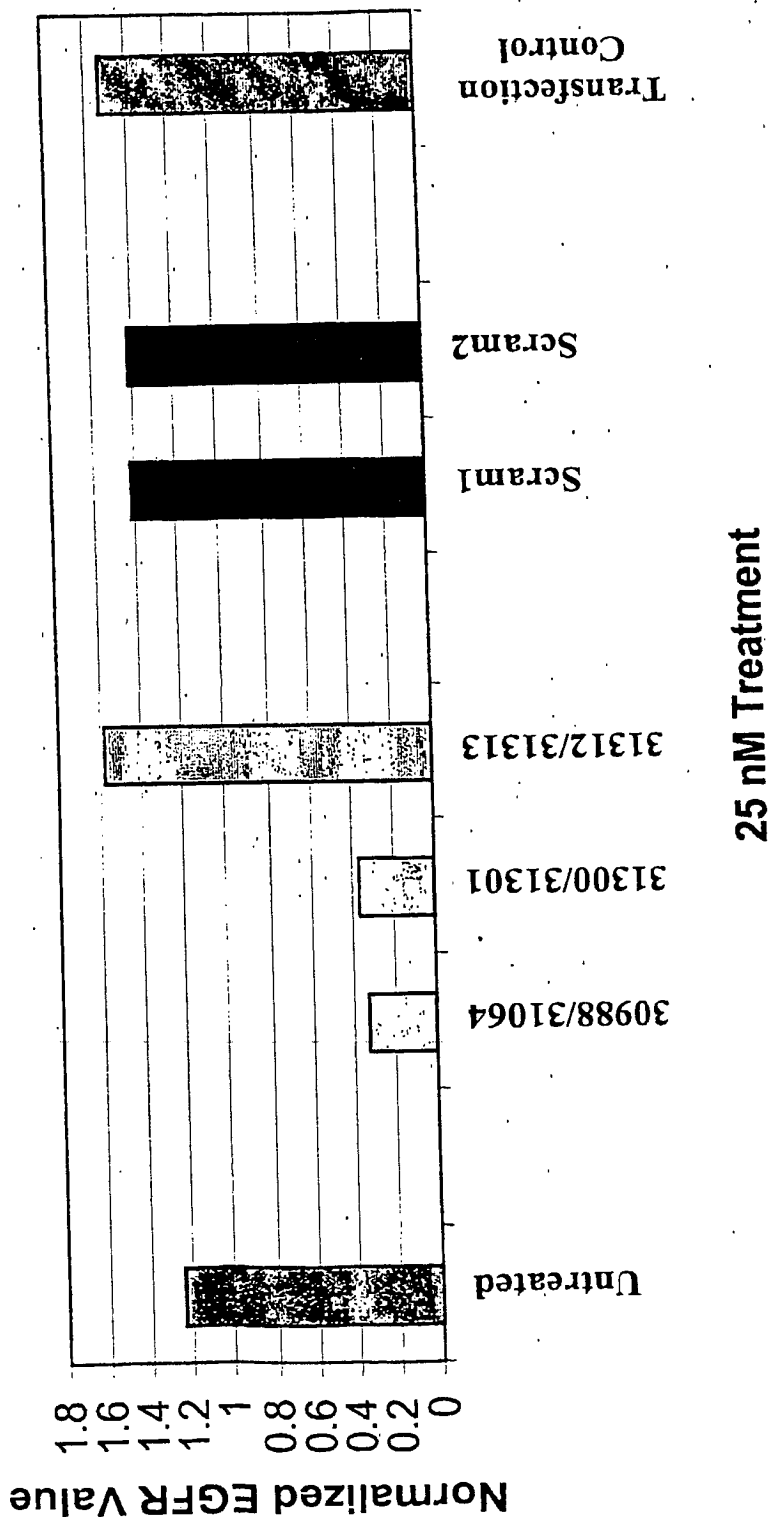 Normalized EGFR Value
1.8
1.6
1.4
1.2
1
0.8
0.6
0.4
0.2
0
Untreated
30988/31064
31300/31301
31312/31313
Scram1
Scram2
Transfection
Control
25 nM Treatment